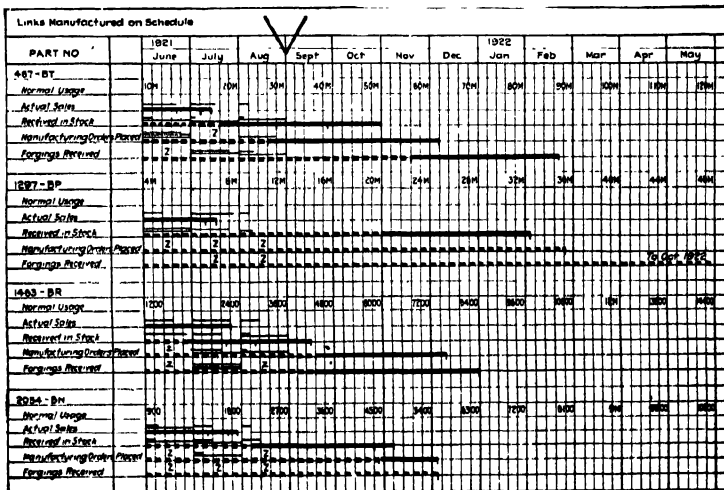 Links Manufactured on Schedule
1921 1922
PART NO June July Aug Sept Oct Nov Dec Jan Feb Mar Apr May
467-BT
Normal Usage 10M 20M 30M 40M 50M 60M 70M 80M 90M 100M 110M 120M
Actual Sales
Received in Stock
Manufacturing Orders Placed Z
Forgings Received Z
1297-BP
Normal Usage 4M 8M 12M 16M 20M 24M 28M 32M 36M 40M 44M 48M
Actual Sales
Received in Stock
Manufacturing Orders Placed Z Z Z
Forgings Received Z Z To Oct 1922
1463-BR
Normal Usage 1200 2400 3600 4800 6000 7200 8400 9600
Actual Sales
Received in Stock
Manufacturing Orders Placed Z
Forgings Received Z Z
2054-BN
Normal Usage 900 1800 2700 3600 4500 5400 6300 7200
Actual Sales
Received in Stock
Manufacturing Orders Placed Z Z
Forgings Received Z Z Z